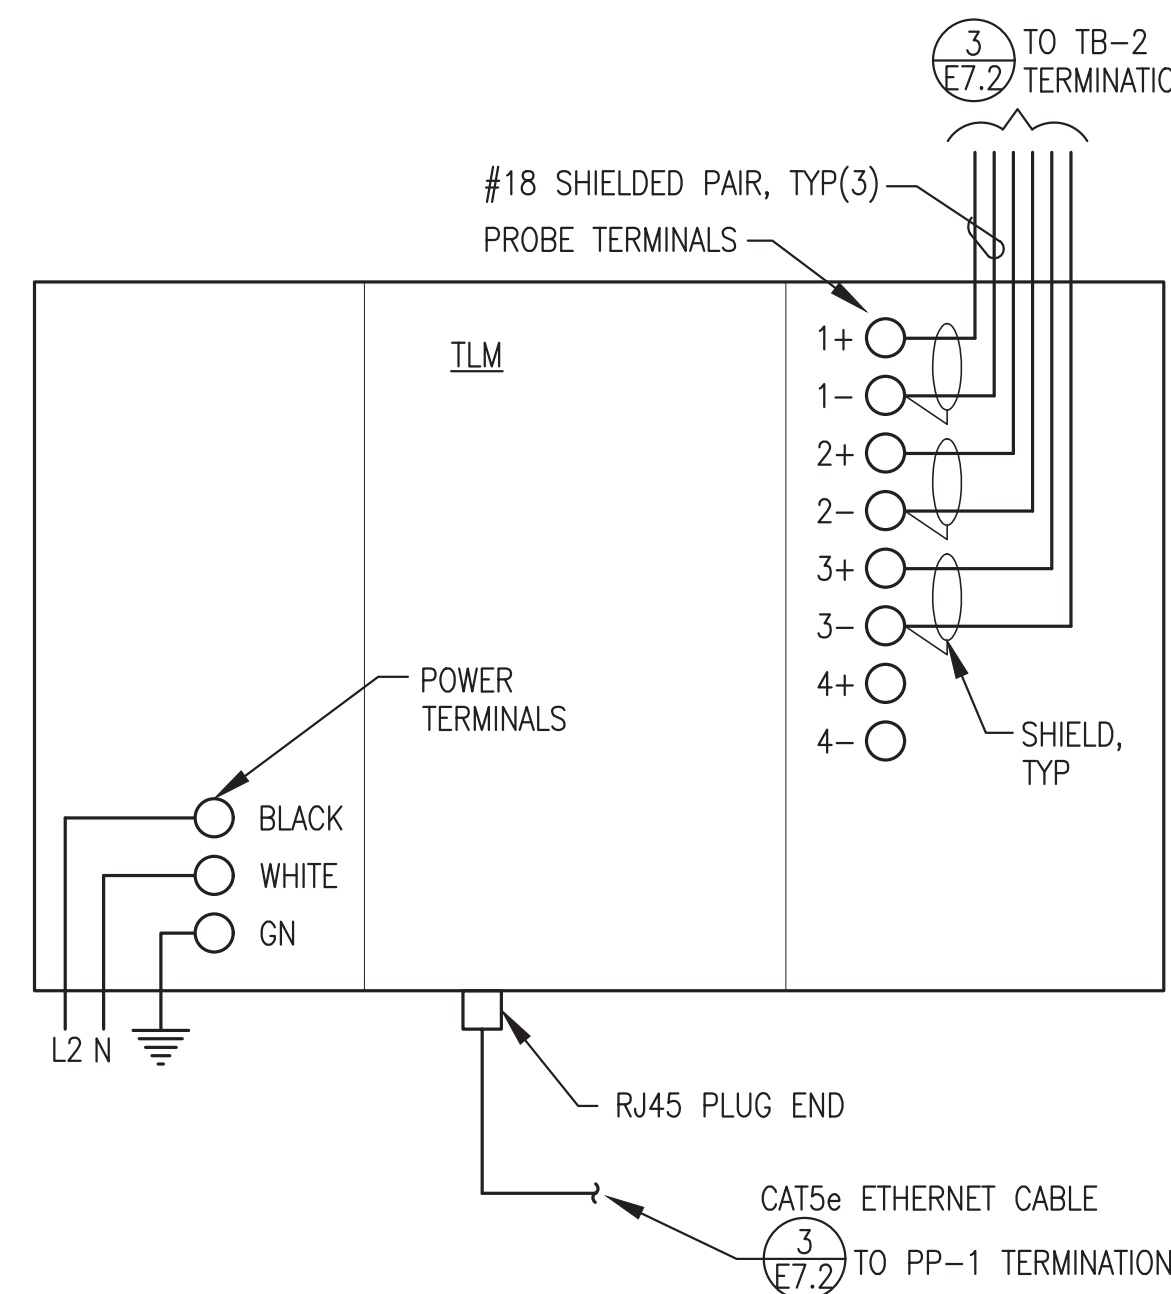 3
E7.2
TO TB-2
TERMINATIO
#18 SHIELDED PAIR, TYP(3)
PROBE TERMINALS
TLM
1+
1-
2+
2-
3+
3-
4+
4-
POWER
TERMINALS
SHIELD,
TYP
BLACK
WHITE
GN
L2 N
RJ45 PLUG END
CAT5e ETHERNET CABLE
3
E7.2
TO PP-1 TERMINATION